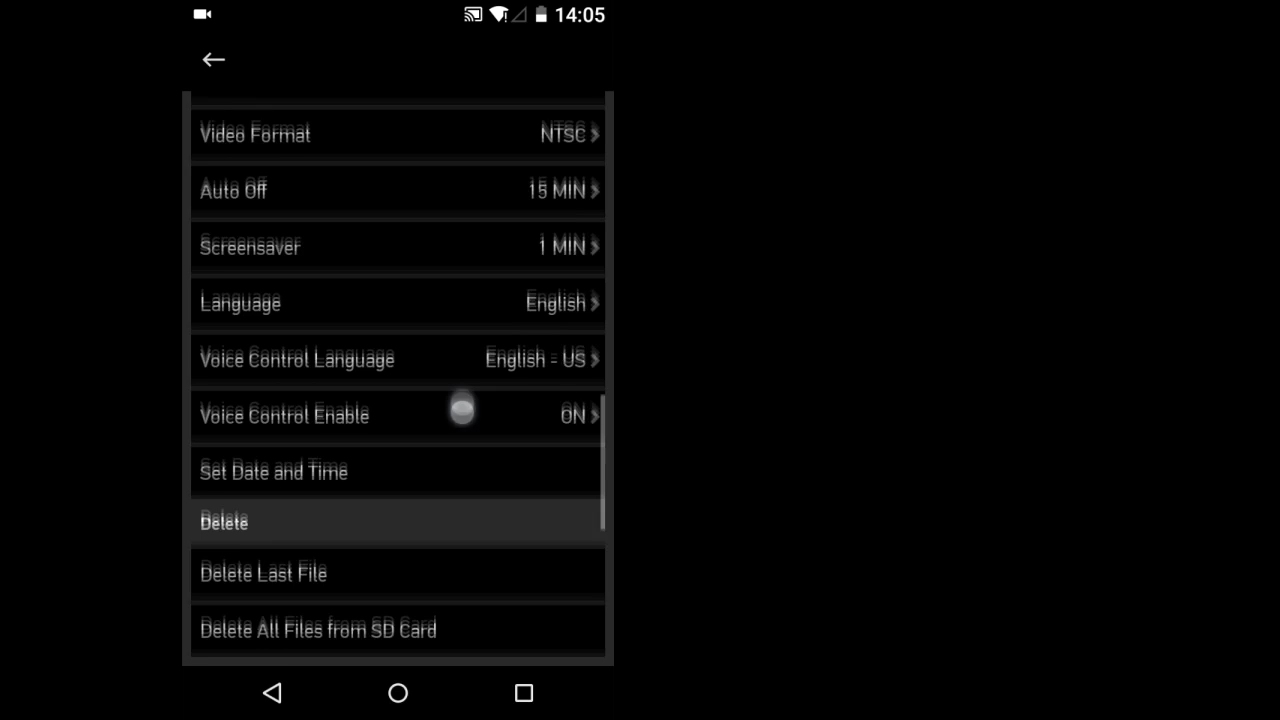 14:05
Video Format NTSC
Auto Off 15 MIN
Screensaver 1 MIN
Language English
Voice Control Language English - US
Voice Control Enable ON
Set Date and Time
Delete
Delete Last File
Delete All Files from SD Card